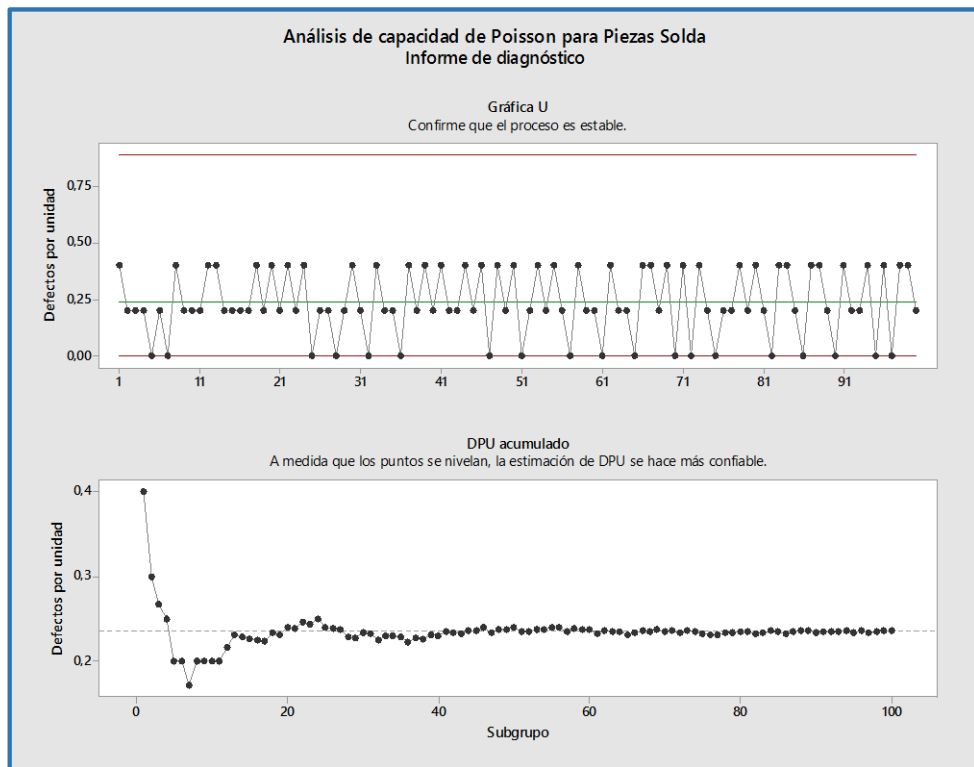 Análisis de capacidad de Poisson para Piezas Solda
Informe de diagnóstico
Gráfica U
Confirme que el proceso es estable.
Defectos por unidad
0,75
0,50
0,25
0,00
1 11 21 31 41 51 61 71 81 91
DPU acumulado
A medida que los puntos se nivelan, la estimación de DPU se hace más confiable.
Defectos por unidad
0,4
0,3
0,2
0 20 40 60 80 100
Subgrupo